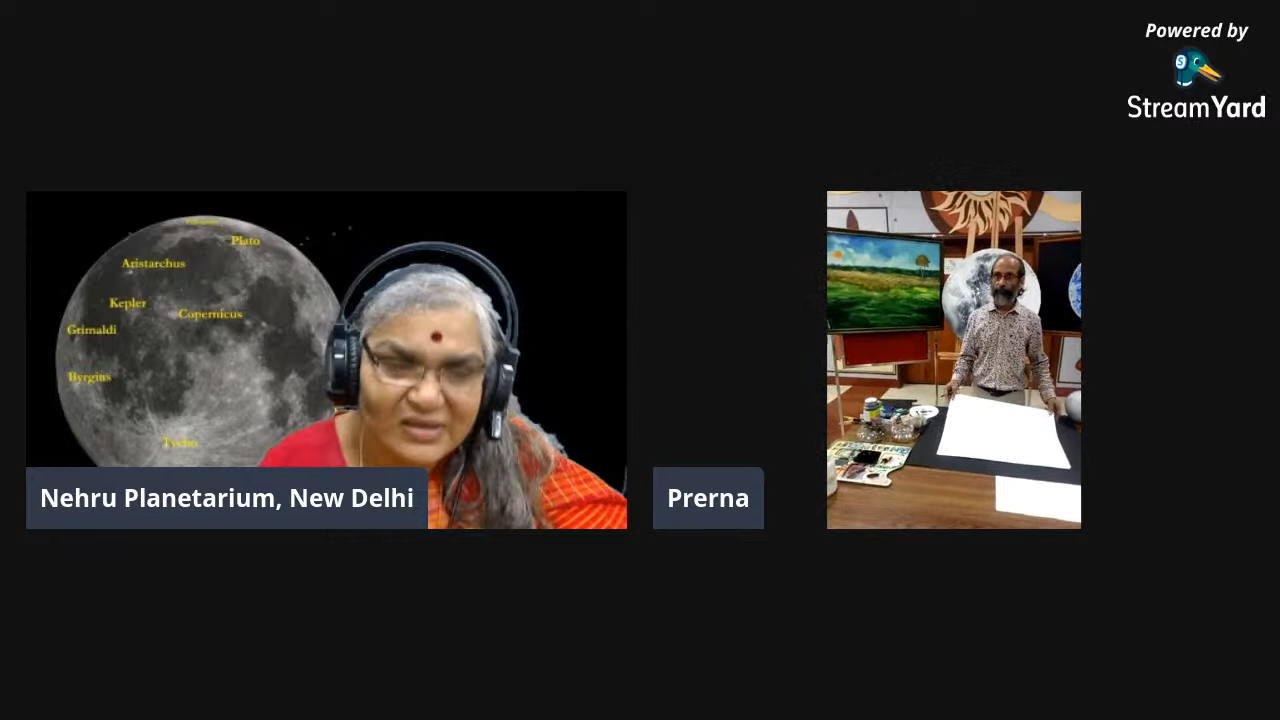 Powered by
StreamYard
Plato
Aristarchus
Kepler
Copernicus
Grimaldi
Byrgius
Tycho
Nehru Planetarium, New Delhi
Prerna